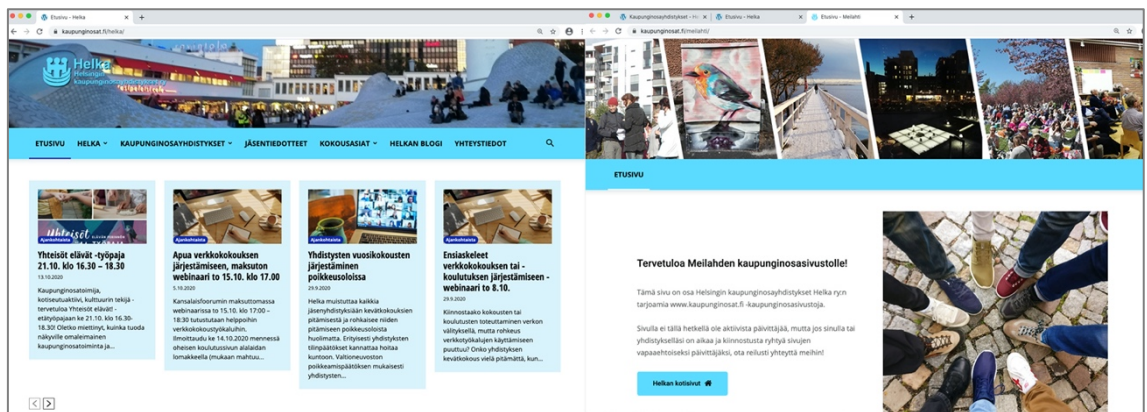 Etusivu - Helka
kaupunginosat.fi/helka/
Helka
Helsingin
kaupunginosayhdistykset ry
ETUSIVU HELKA KAUPUNGINOSAYHDISTYKSET JÄSENTIEDOTTEET KOKOUSASIAT HELKAN BLOGI YHTEYSTIEDOT
Yhteisöt
Ajankohtaista
Yhteisöt elävät -työpaja
21.10. klo 16.30 – 18.30
13.10.2020
Kaupunginosatoimija,
kotiseutuaktiivi, kulttuurin tekijä -
tervetuloa Yhteisöt elävät! -
etätyöpajaan ke 21.10. klo 16.30-
18.30! Oletko miettinyt, kuinka tuoda
näkyville omaleimainen
kaupunginosatoiminta ja...
Ajankohtaista
Apua verkkokokouksen
järjestämiseen, maksuton
webinaari to 15.10. klo 17.00
5.10.2020
Kansalaisfoorumin maksuttomassa
webinaarissa to 15.10. klo 17:00 –
18:30 tutustutaan helppoihin
verkkokokoustyökaluihin.
Ilmoittaudu ke 14.10.2020 mennessä
oheisen koulutussivun alaidan
lomakkeella (mukaan mahtuu...
Ajankohtaista
Yhdistysten vuosikokousten
järjestäminen
poikkeusoloissa
29.9.2020
Helka muistuttaa kaikkia
jäsenyhdistyksiään kevätkokouksien
pitämisestä ja rohkaisee niiden
pitämiseen poikkeusoloista
huolimatta. Erityisesti yhdistysten
tilinpäätökset kannattaa hoitaa
kuntoon. Valtioneuvoston
poikkeamispäätöksen mukaisesti
yhdistysten...
Ajankohtaista
Ensiaskeleet
verkkokokouksen tai -
koulutuksen järjestämiseen -
webinaari to 8.10.
29.9.2020
Kiinnostaako kokousten tai
koulutusten toteuttaminen verkon
välityksellä, mutta rohkeus
verkkotyökalujen käyttämiseen
puuttuu? Onko yhdistyksen
kevätkokous vielä pitämättä, kun...
Kaupunginosayhdistykset - He
Etusivu - Helka
Etusivu - Meilahti
kaupunginosat.fi/meilahti/
ETUSIVU
Tervetuloa Meilahden kaupunginosasivustolle!
Tämä sivu on osa Helsingin kaupunginosayhdistykset Helka ry:n
tarjoamia www.kaupunginosat.fi -kaupunginosasivustoja.
Sivulla ei tällä hetkellä ole aktiivista päivittäjää, mutta jos sinulla tai
yhdistykselläsi on aikaa ja kiinnostusta ryhtyä sivujen
vapaaehtoiseksi päivittäjäksi, ota reilusti yhteyttä meihin!
Helkan kotisivut